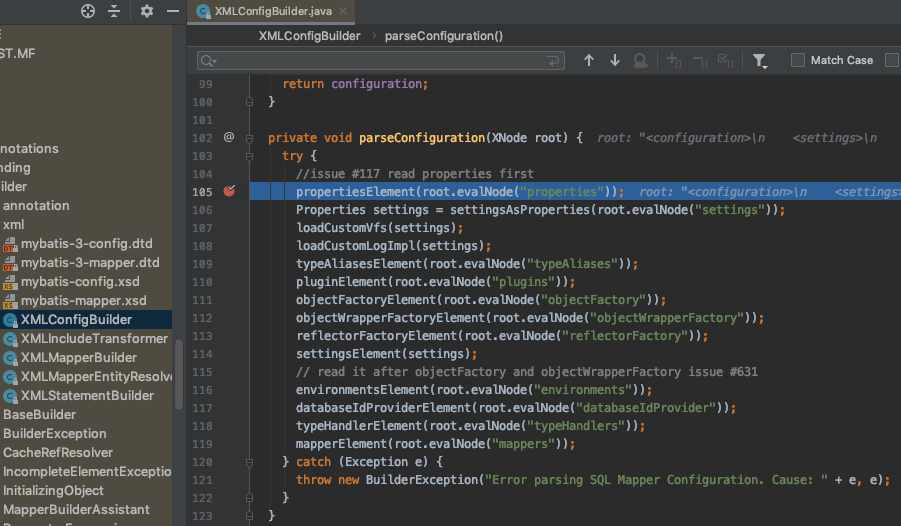 XMLConfigBuilder.java
XMLConfigBuilder
parseConfiguration()
Match Case
ST.MF
notations
nding
ilder
annotation
xml
mybatis-3-config.dtd
mybatis-3-mapper.dtd
mybatis-config.xsd
mybatis-mapper.xsd
XMLConfigBuilder
XMLIncludeTransformer
XMLMapperBuilder
XMLMapperEntityResolve
XMLStatementBuilder
BaseBuilder
BuilderException
CacheRefResolver
IncompleteElementExceptio
InitializingObject
MapperBuilderAssistant
99 return configuration;
100 }
101
102 @ private void parseConfiguration(XNode root) { root: "<configuration>\n    <settings>\n
103 try {
104 //issue #117 read properties first
105 propertiesElement(root.evalNode("properties")); root: "<configuration>\n    <settings>
106 Properties settings = settingsAsProperties(root.evalNode("settings"));
107 loadCustomVfs(settings);
108 loadCustomLogImpl(settings);
109 typeAliasesElement(root.evalNode("typeAliases"));
110 pluginElement(root.evalNode("plugins"));
111 objectFactoryElement(root.evalNode("objectFactory"));
112 objectWrapperFactoryElement(root.evalNode("objectWrapperFactory"));
113 reflectorFactoryElement(root.evalNode("reflectorFactory"));
114 settingsElement(settings);
115 // read it after objectFactory and objectWrapperFactory issue #631
116 environmentsElement(root.evalNode("environments"));
117 databaseIdProviderElement(root.evalNode("databaseIdProvider"));
118 typeHandlerElement(root.evalNode("typeHandlers"));
119 mapperElement(root.evalNode("mappers"));
120 } catch (Exception e) {
121 throw new BuilderException("Error parsing SQL Mapper Configuration. Cause: " + e, e);
122 }
123 }